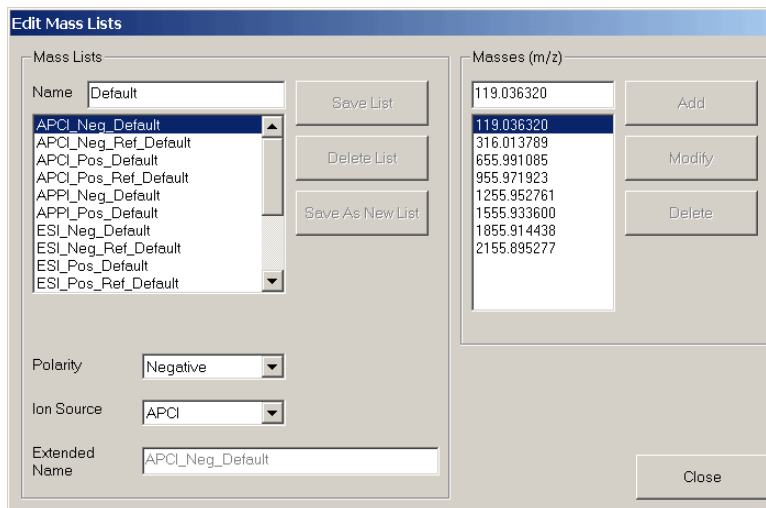 Edit Mass Lists
Mass Lists
Name
Default
Save List
APCI_Neg_Default
APCI_Neg_Ref_Default
APCI_Pos_Default
APCI_Pos_Ref_Default
APPI_Neg_Default
APPI_Pos_Default
ESI_Neg_Default
ESI_Neg_Ref_Default
ESI_Pos_Default
ESI_Pos_Ref_Default
Delete List
Save As New List
Polarity
Negative
Ion Source
APCI
Extended
Name
APCI_Neg_Default
Masses (m/z)
119.036320
Add
119.036320
316.013789
655.991085
955.971923
1255.952761
1555.933600
1855.914438
2155.895277
Modify
Delete
Close